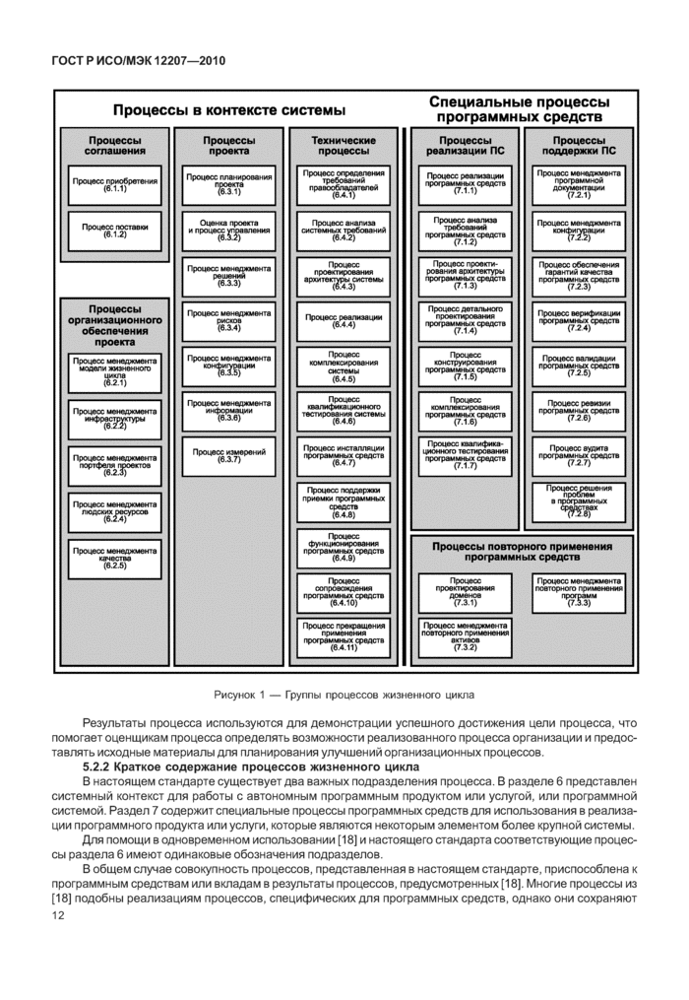 ГОСТ Р ИСО/МЭК 12207—2010
Процессы в контексте системы
Специальные процессы
программных средств
Процессы
соглашения
Процесс приобретения
(6.1.1)
Процесс поставки
(6.1.2)
Процессы
организационного
обеспечения
проекта
Процесс менеджмента
модели жизненного
цикла
(6.2.1)
Процесс менеджмента
инфраструктуры
(6.2.2)
Процесс менеджмента
портфеля проектов
(6.2.3)
Процесс менеджмента
людских ресурсов
(6.2.4)
Процесс менеджмента
качества
(6.2.5)
Процессы
проекта
Процесс планирования
проекта
(6.3.1)
Оценка проекта
и процесс управления
(6.3.2)
Процесс менеджмента
решений
(6.3.3)
Процесс менеджмента
рисков
(6.3.4)
Процесс менеджмента
конфигурации
(6.3.5)
Процесс менеджмента
информации
(6.3.6)
Процесс измерений
(6.3.7)
Технические
процессы
Процесс определения
требований
правообладателей
(6.4.1)
Процесс анализа
системных требований
(6.4.2)
Процесс
проектирования
архитектуры системы
(6.4.3)
Процесс реализации
(6.4.4)
Процесс
комплексирования
системы
(6.4.5)
Процесс
квалификационного
тестирования системы
(6.4.6)
Процесс инсталляции
программных средств
(6.4.7)
Процесс поддержки
приемки программных
средств
(6.4.8)
Процесс
функционирования
программных средств
(6.4.9)
Процесс
сопровождения
программных средств
(6.4.10)
Процесс прекращения
применения
программных средств
(6.4.11)
Процессы
реализации ПС
Процесс реализации
программных средств
(7.1.1)
Процесс анализа
требований
программных средств
(7.1.2)
Процесс проекти-
рования архитектуры
программных средств
(7.1.3)
Процесс детального
проектирования
программных средств
(7.1.4)
Процесс
конструирования
программных средств
(7.1.5)
Процесс
комплексирования
программных средств
(7.1.6)
Процесс квалифика-
ционного тестирования
программных средств
(7.1.7)
Процессы
поддержки ПС
Процесс менеджмента
программной
документации
(7.2.1)
Процесс менеджмента
конфигурации
(7.2.2)
Процесс обеспечения
гарантий качества
программных средств
(7.2.3)
Процесс верификации
программных средств
(7.2.4)
Процесс валидации
программных средств
(7.2.5)
Процесс ревизии
программных средств
(7.2.6)
Процесс аудита
программных средств
(7.2.7)
Процесс решения
проблем
в программных
средствах
(7.2.8)
Процессы повторного применения
программных средств
Процесс
проектирования
доменов
(7.3.1)
Процесс менеджмента
повторного применения
активов
(7.3.2)
Процесс менеджмента
повторного применения
программ
(7.3.3)
Рисунок 1 — Группы процессов жизненного цикла
Результаты процесса используются для демонстрации успешного достижения цели процесса, что
помогает оценщикам процесса определять возможности реализованного процесса организации и предос-
тавлять исходные материалы для планирования улучшений организационных процессов.
5.2.2 Краткое содержание процессов жизненного цикла
В настоящем стандарте существует два важных подразделения процесса. В разделе 6 представлен
системный контекст для работы с автономным программным продуктом или услугой, или программной
системой. Раздел 7 содержит специальные процессы программных средств для использования в реализа-
ции программного продукта или услуги, которые являются некоторым элементом более крупной системы.
Для помощи в одновременном использовании [18] и настоящего стандарта соответствующие процес-
сы раздела 6 имеют одинаковые обозначения подразделов.
В общем случае совокупность процессов, представленная в настоящем стандарте, приспособлена к
программным средствам или вкладам в результаты процессов, предусмотренных [18]. Многие процессы из
[18] подобны реализациям процессов, специфических для программных средств, однако они сохраняют
12